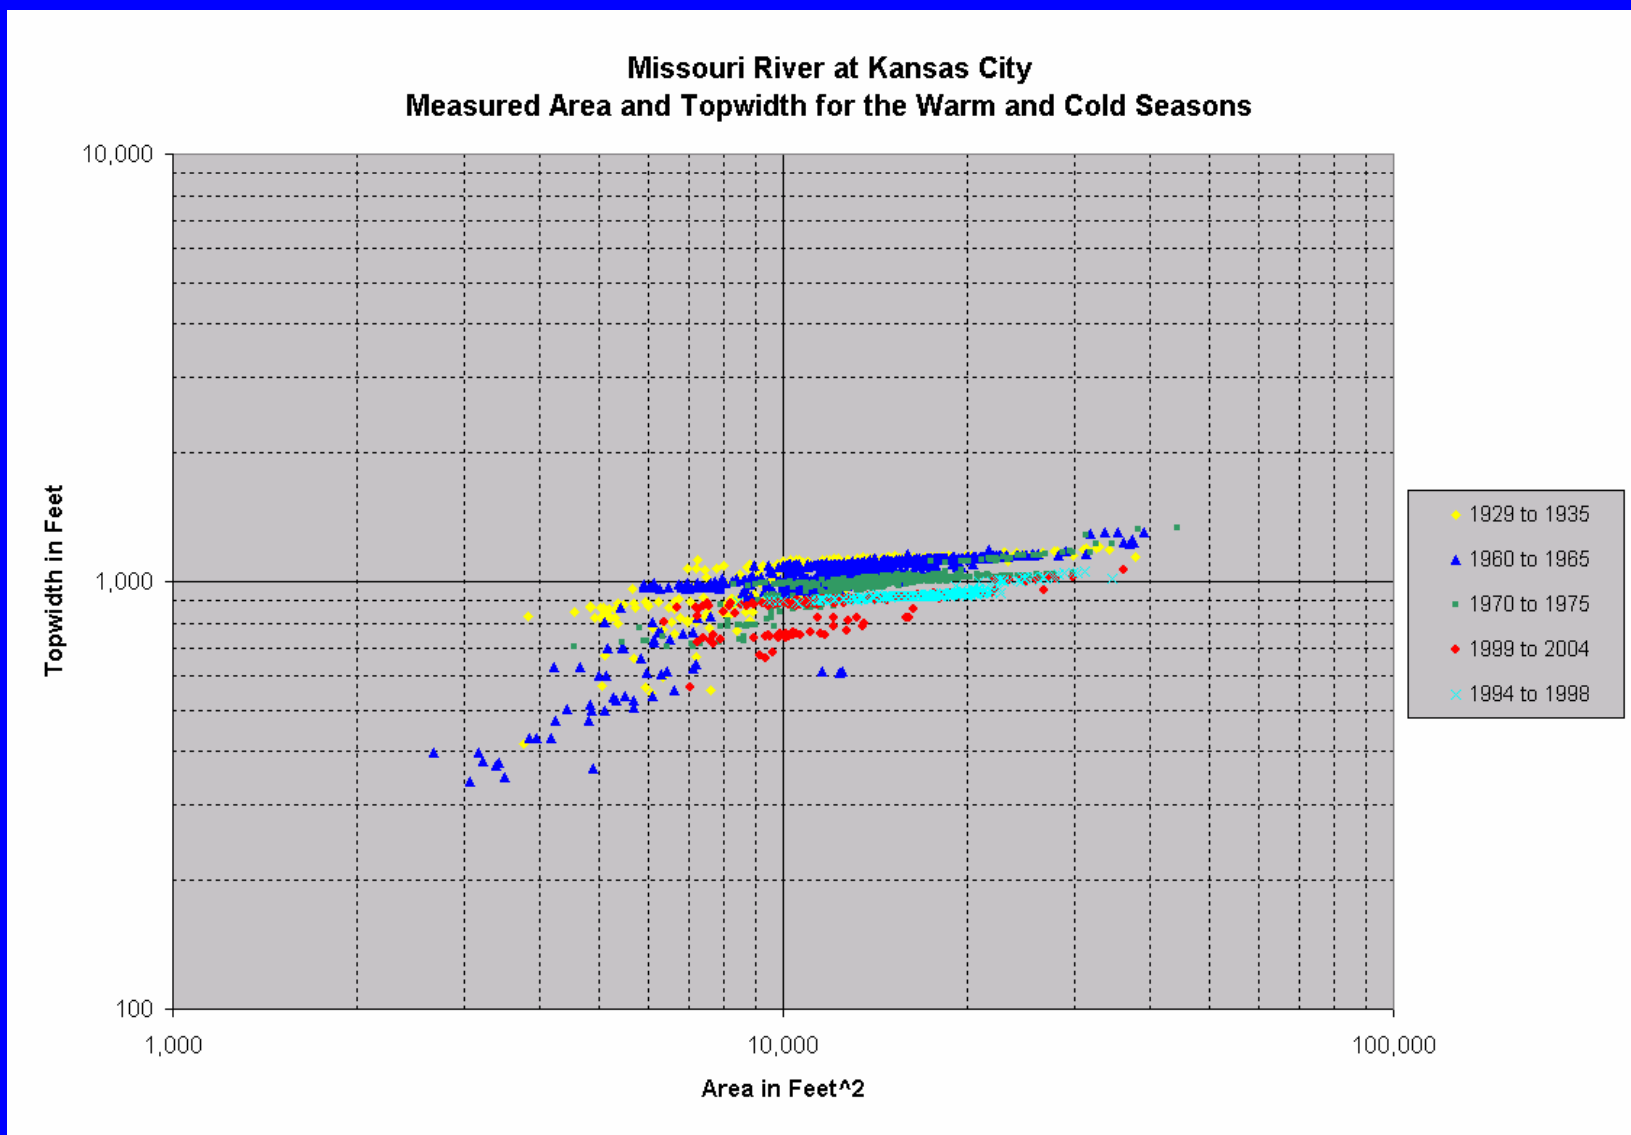 Missouri River at Kansas City
Measured Area and Topwidth for the Warm and Cold Seasons
10,000
1,000
100
Topwidth in Feet
1,000
10,000
100,000
Area in Feet^2
1929 to 1935
1960 to 1965
1970 to 1975
1999 to 2004
1994 to 1998